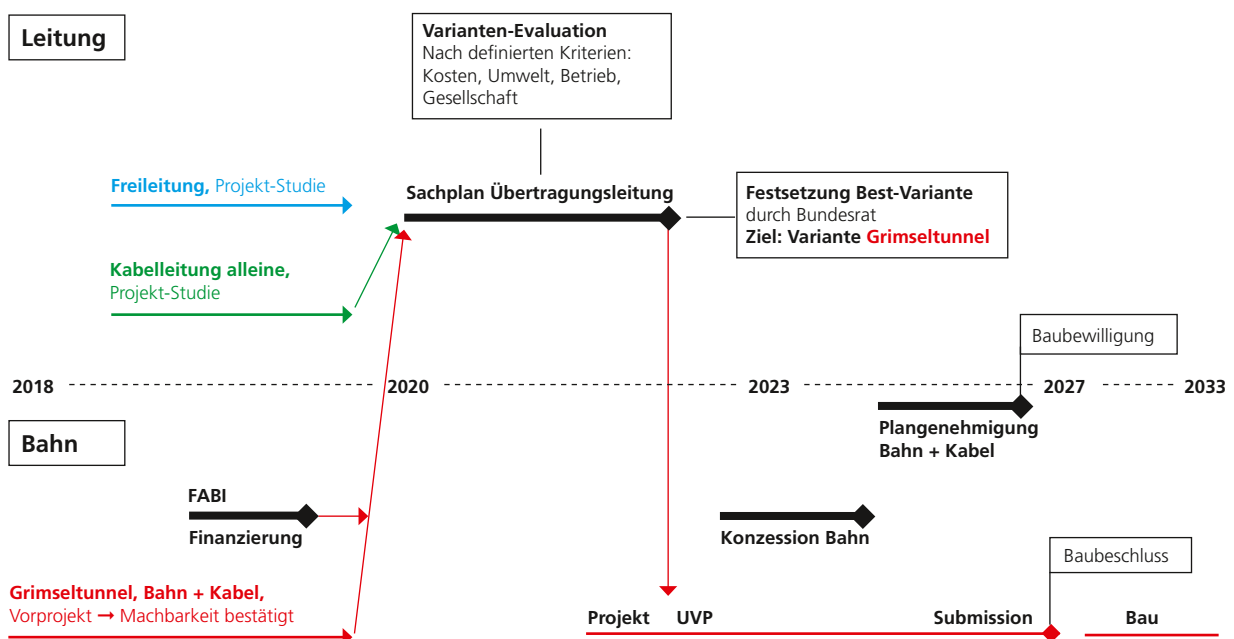 Leitung
Varianten-Evaluation
Nach definierten Kriterien:
Kosten, Umwelt, Betrieb,
Gesellschaft
Freileitung, Projekt-Studie
Sachplan Übertragungsleitung
Festsetzung Best-Variante
durch Bundesrat
Ziel: Variante Grimseltunnel
Kabelleitung alleine,
Projekt-Studie
Baubewilligung
2018 2020 2023 2027 2033
Bahn
Plangenehmigung
Bahn + Kabel
FABI
Finanzierung
Konzession Bahn
Baubeschluss
Grimseltunnel, Bahn + Kabel,
Vorprojekt → Machbarkeit bestätigt
Projekt UVP Submission Bau